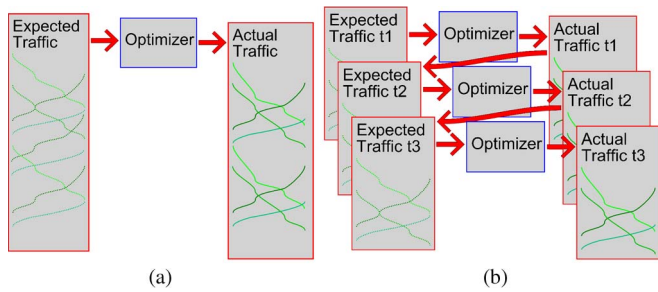 Expected
Traffic
Optimizer
Actual
Traffic
(a)
Expected
Traffic t1
Optimizer
Actual
Traffic t1
Expected
Traffic t2
Optimizer
Actual
Traffic t2
Expected
Traffic t3
Optimizer
Actual
Traffic t3
(b)